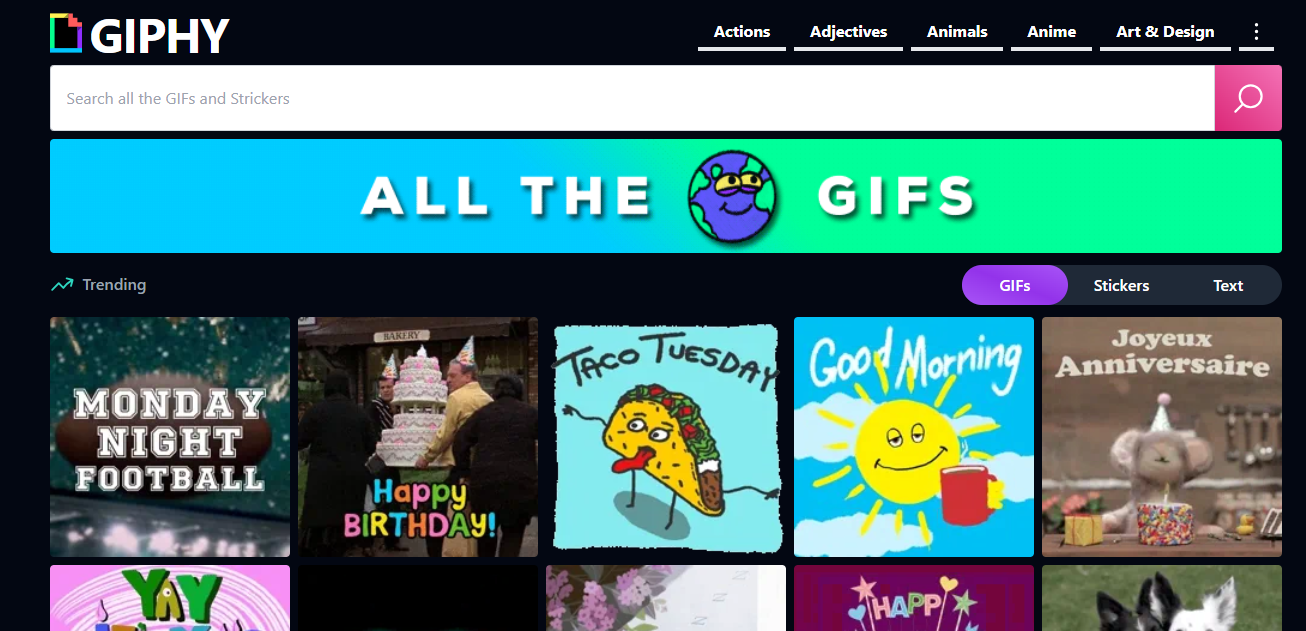 GIPHY
Actions
Adjectives
Animals
Anime
Art & Design
Search all the GIFs and Strickers
ALL THE GIFS
Trending
GIFs
Stickers
Text
MONDAY
NIGHT
FOOTBALL
BAKERY
Happy
BIRTHDAY!
TACO TUESDAY
Good Morning
Joyeux
Anniversaire
YAY
HAPP
Z
Z